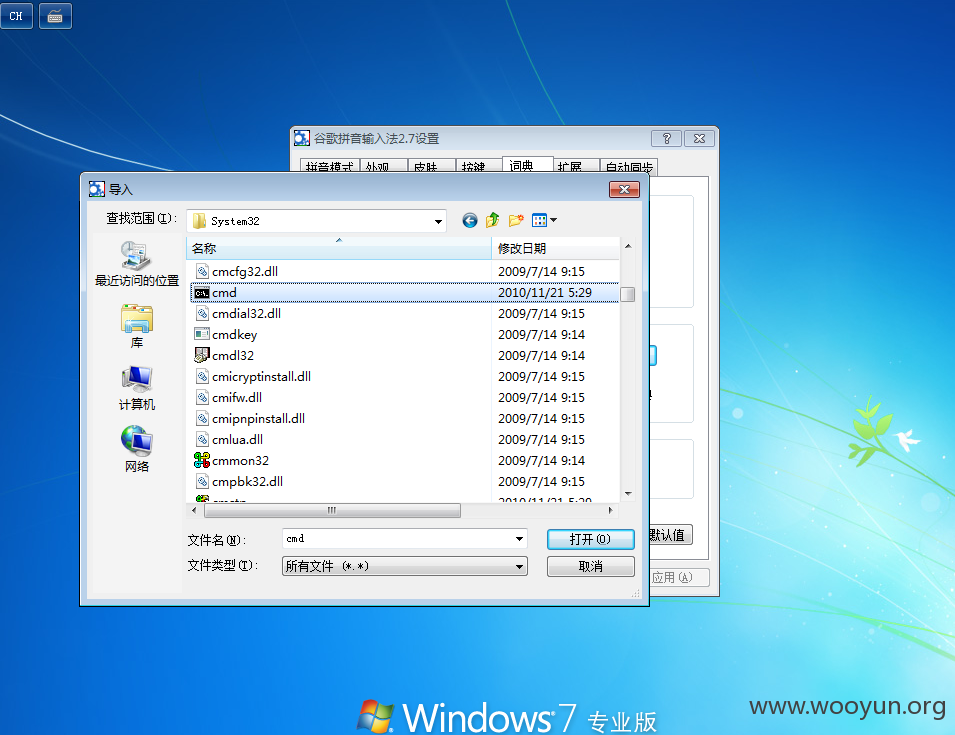 CH
谷歌拼音输入法2.7设置
拼音模式 外观 皮肤 按键 词典 扩展 自动同步
导入
查找范围(I): System32
名称 修改日期
最近访问的位置
库
计算机
网络
cmcfg32.dll 2009/7/14 9:15
cmd 2010/11/21 5:29
cmdial32.dll 2009/7/14 9:15
cmdkey 2009/7/14 9:14
cmdl32 2009/7/14 9:14
cmicryptinstall.dll 2009/7/14 9:15
cmifw.dll 2009/7/14 9:15
cmipnpinstall.dll 2009/7/14 9:15
cmlua.dll 2009/7/14 9:15
cmmon32 2009/7/14 9:14
cmpbk32.dll 2009/7/14 9:15
cmstp 2010/11/21 5:29
文件名(N): cmd 打开(O)
文件类型(T): 所有文件 (*.*) 取消
默认值
应用(A)
Windows 7 专业版
www.wooyun.org